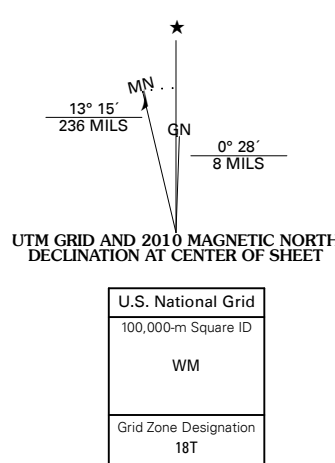 MN
13° 15´
236 MILS
GN
0° 28´
8 MILS
UTM GRID AND 2010 MAGNETIC NORTH
DECLINATION AT CENTER OF SHEET
U.S. National Grid
100,000-m Square ID
WM
Grid Zone Designation
18T